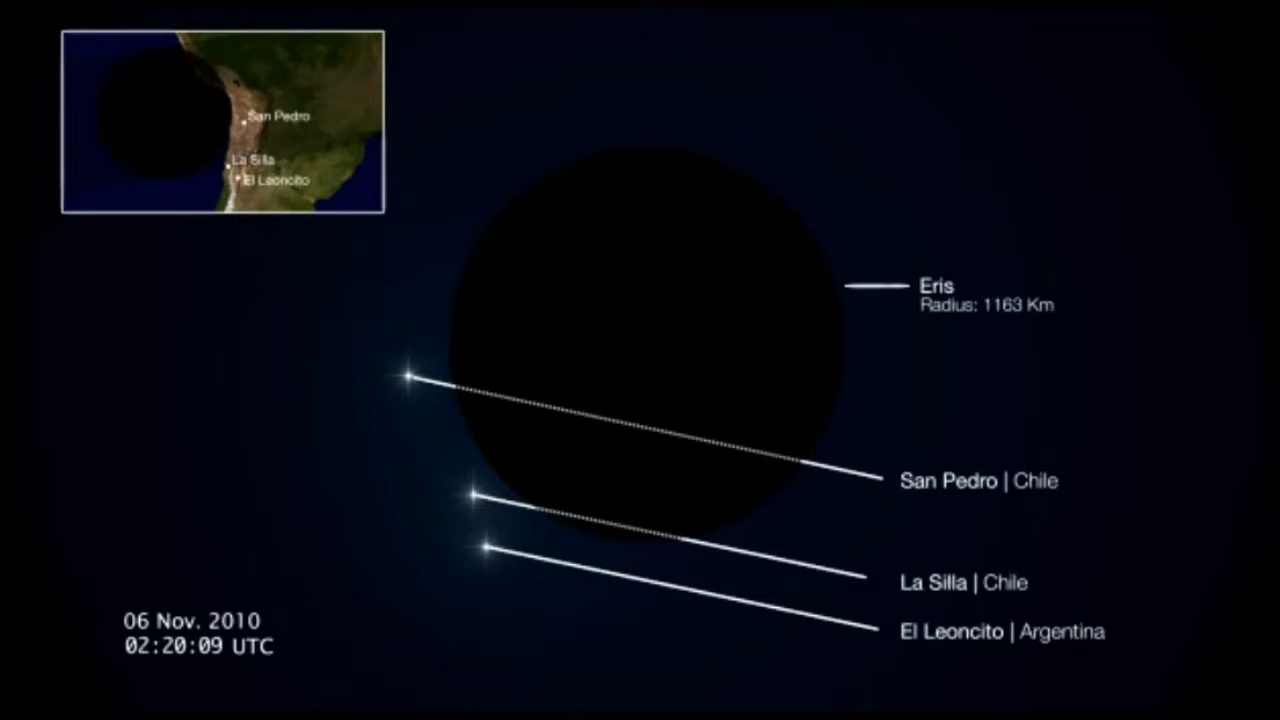 San Pedro
La Silla
El Leoncito
Eris
Radius: 1163 Km
San Pedro | Chile
La Silla | Chile
El Leoncito | Argentina
06 Nov. 2010
02:20:09 UTC